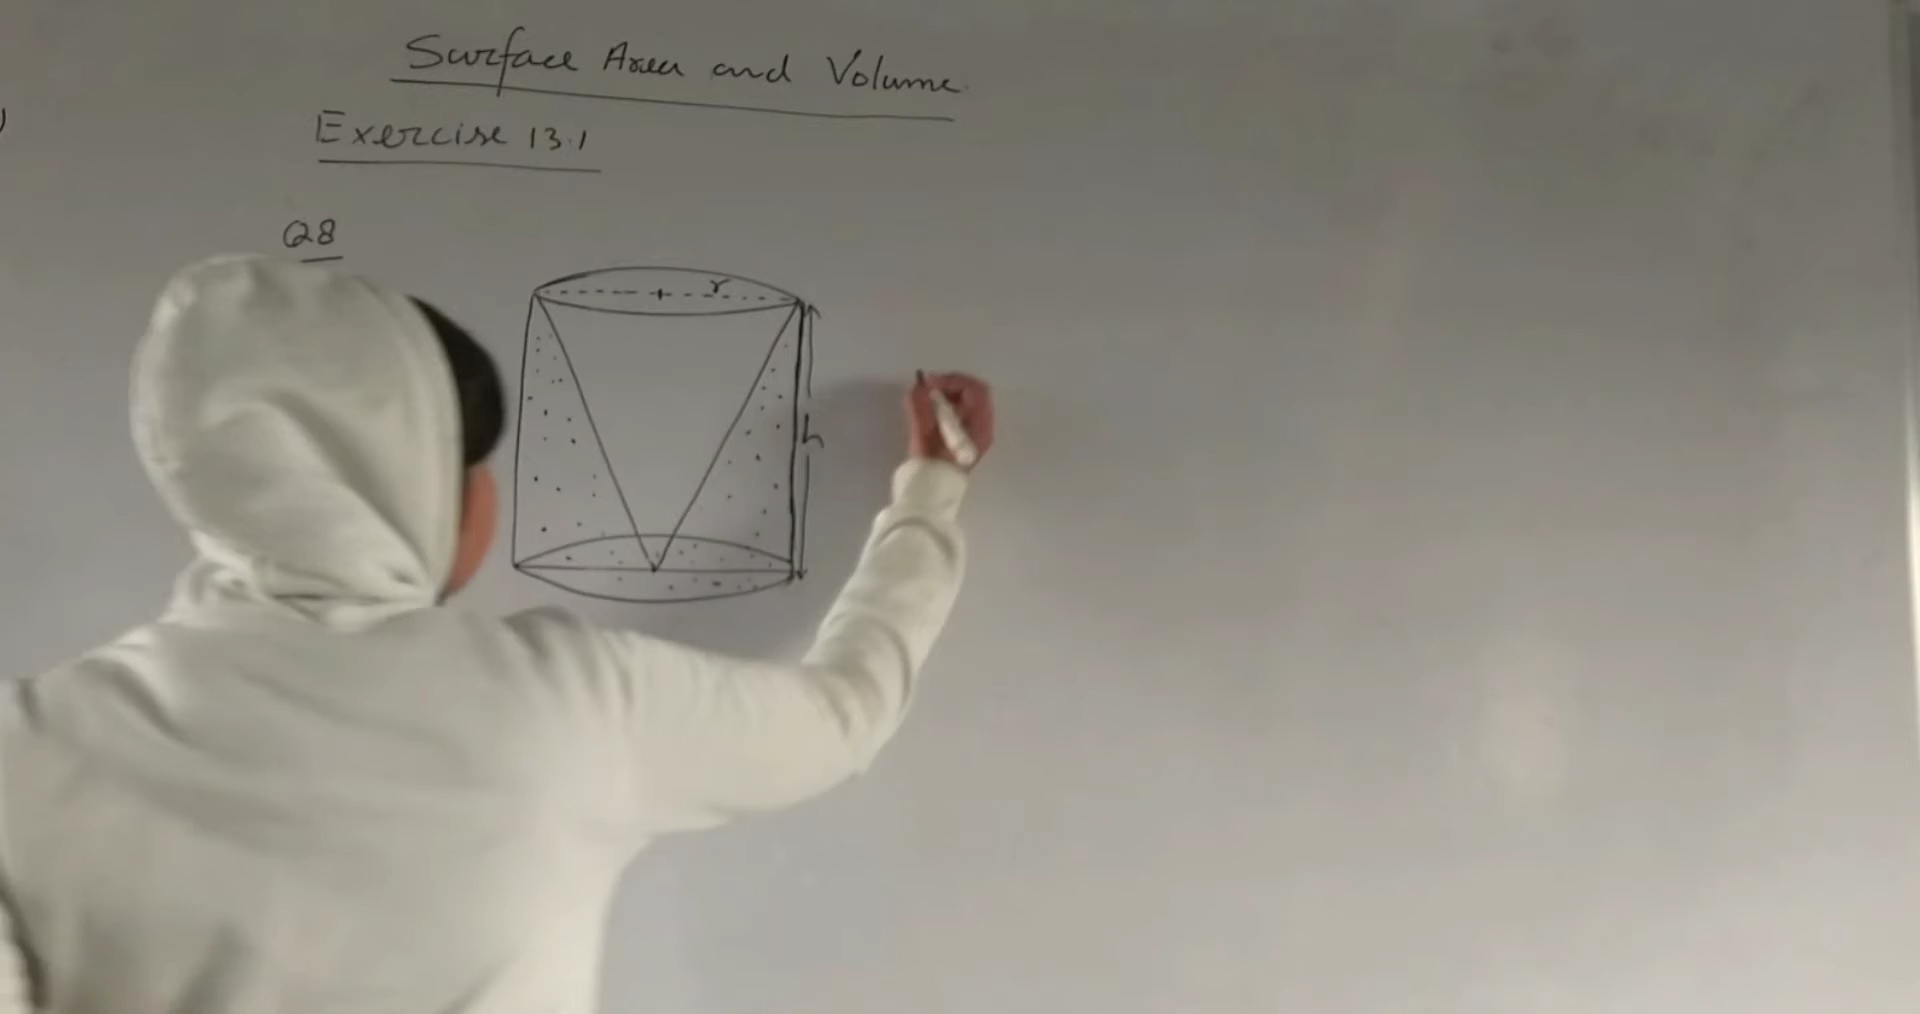 Surface Area and Volume.
Exercise 13.1
Q8
r
h